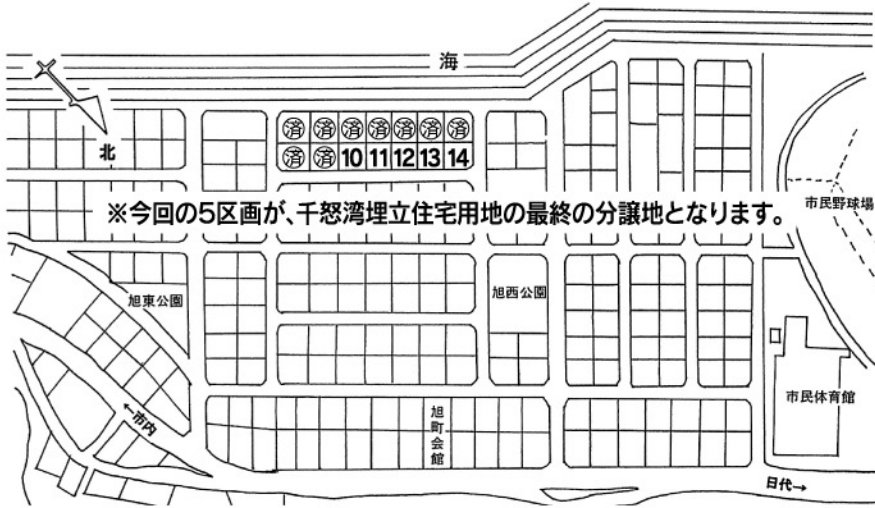 海
北
済 済 済 済 済 済 済
済 済 10 11 12 13 14
※今回の5区画が、千怒湾埋立住宅用地の最終の分譲地となります。
市民野球場
旭東公園
旭西公園
市民体育館
←市内
旭町会館
日代→